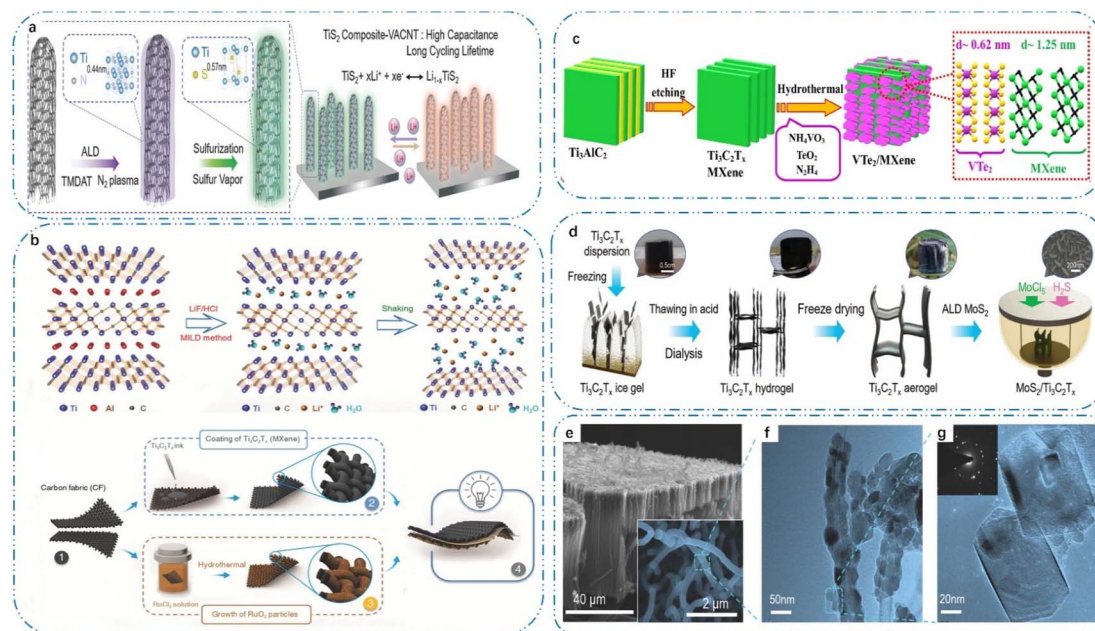 a
TiS₂ Composite-VACNT : High Capacitance
Long Cycling Lifetime
TiS₂+ xLi⁺ + xe⁻ ⟷ Li₁₋ₓTiS₂
Ti
0.44nm
N
Ti
0.57nm
S
ALD
TMDAT N₂ plasma
Sulfurization
Sulfur Vapor
Li⁺
Li⁺
Li⁺
Li⁺
b
LiF/HCl
MILD method
Shaking
Ti Al C
Ti C Li⁺ H₂O
Ti C Li⁺ H₂O
Coating of Ti₃C₂Tₓ (MXene)
Ti₃C₂Tₓ ink
Carbon fabric (CF)
1
2
Hydrothermal
RuCl₃ solution
3
Growth of RuO₂ particles
4
c
d~ 0.62 nm d~ 1.25 nm
HF
etching
Hydrothermal
Ti₃AlC₂
Ti₃C₂Tₓ
MXene
NH₄VO₃
TeO₂
N₂H₄
VTe₂/MXene
VTe₂
MXene
d
Ti₃C₂Tₓ
dispersion
0.5cm
Freezing
Thawing in acid
Dialysis
Freeze drying
ALD MoS₂
200nm
MoCl₅ H₂S
Ti₃C₂Tₓ ice gel
Ti₃C₂Tₓ hydrogel
Ti₃C₂Tₓ aerogel
MoS₂/Ti₃C₂Tₓ
e
40 μm
2 μm
f
50nm
g
20nm